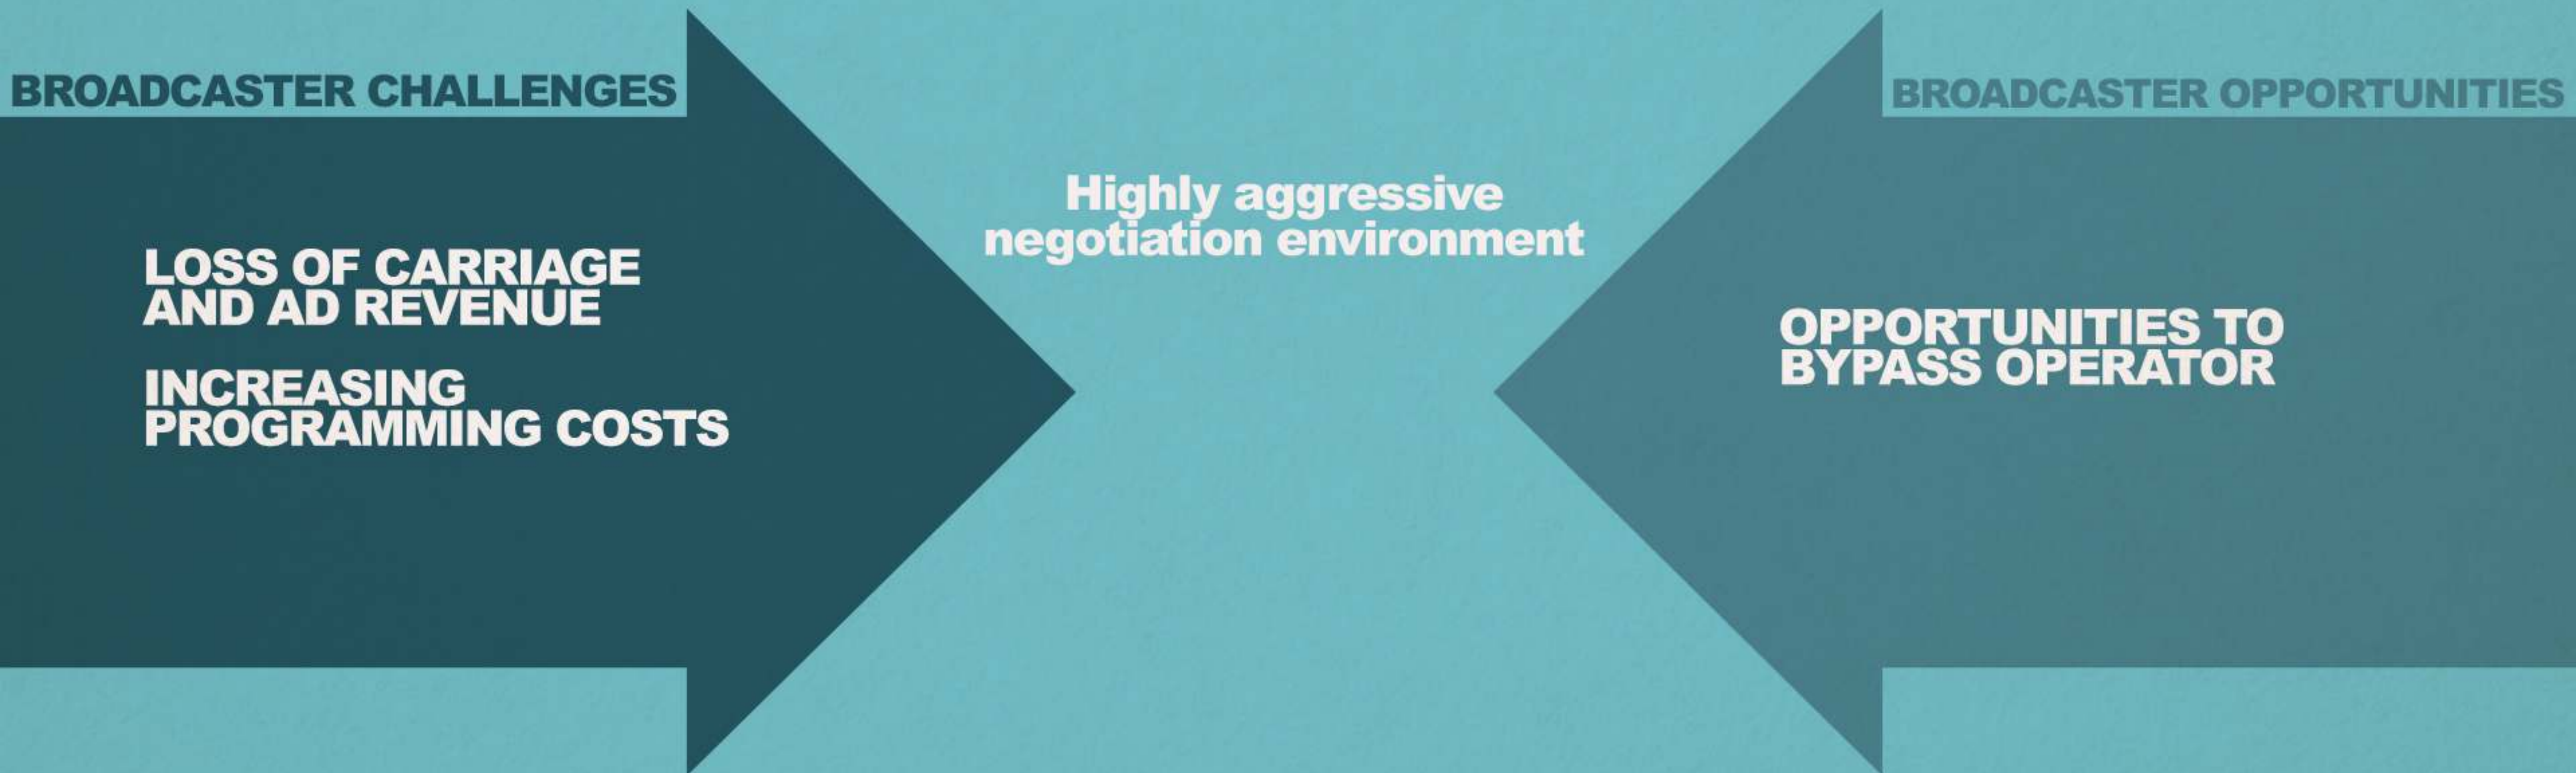 BROADCASTER CHALLENGES
LOSS OF CARRIAGE
AND AD REVENUE
INCREASING
PROGRAMMING COSTS
Highly aggressive
negotiation environment
BROADCASTER OPPORTUNITIES
OPPORTUNITIES TO
BYPASS OPERATOR